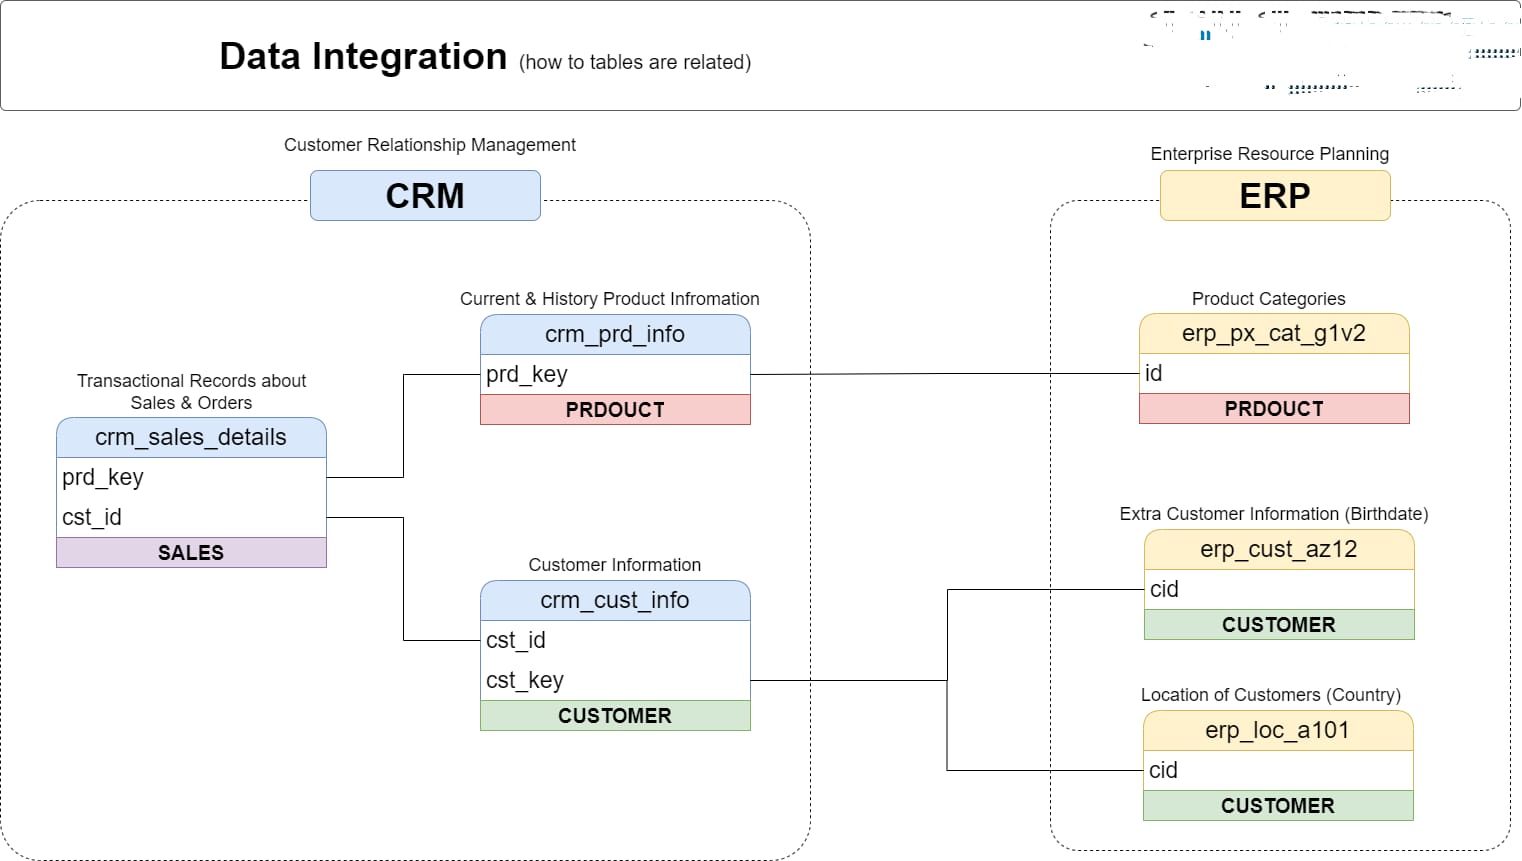 Data Integration (how to tables are related)
Customer Relationship Management
CRM
Enterprise Resource Planning
ERP
Current & History Product Infromation
crm_prd_info
prd_key
PRDOUCT
Product Categories
erp_px_cat_g1v2
id
PRDOUCT
Transactional Records about
Sales & Orders
crm_sales_details
prd_key
cst_id
SALES
Customer Information
crm_cust_info
cst_id
cst_key
CUSTOMER
Extra Customer Information (Birthdate)
erp_cust_az12
cid
CUSTOMER
Location of Customers (Country)
erp_loc_a101
cid
CUSTOMER